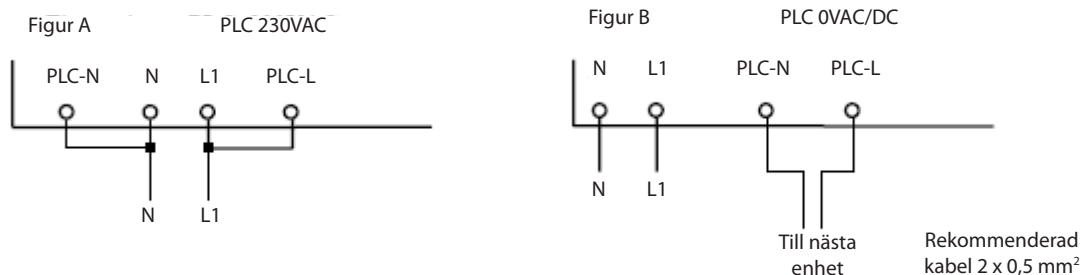 Figur A PLC 230VAC
PLC-N N L1 PLC-L
N L1
Figur B PLC 0VAC/DC
N L1 PLC-N PLC-L
N L1
Till nästa
enhet
Rekommenderad
kabel 2 x 0,5 mm²